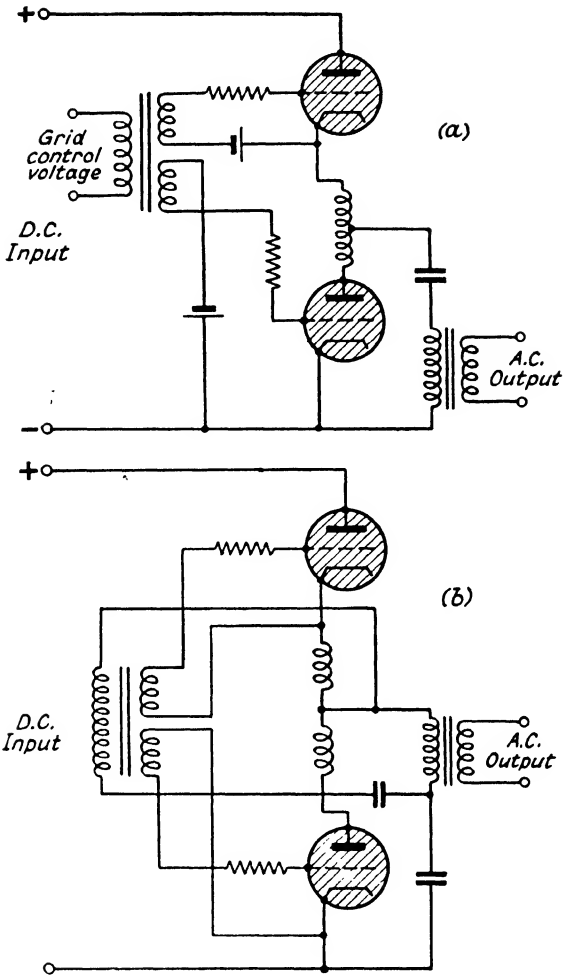 +
(a)
Grid
control
voltage
D.C.
Input
A.C.
Output
−
+
(b)
D.C.
Input
A.C.
Output